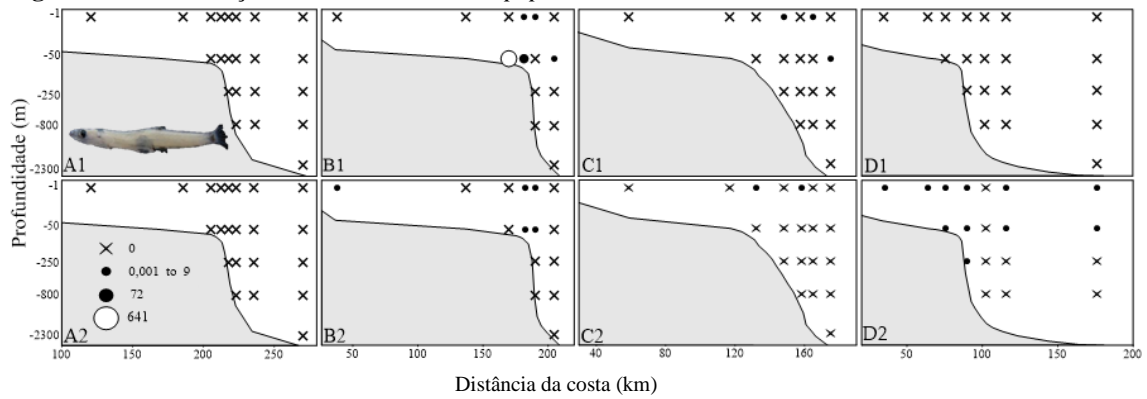 -1
-50
-250
-800
-2300
Profundidade (m)
A1
B1
C1
D1
-1
-50
-250
-800
-2300
0
0,001 to 9
72
641
A2
B2
C2
D2
100 150 200 250
50 100 150 200
40 80 120 160
50 100 150 200
Distância da costa (km)